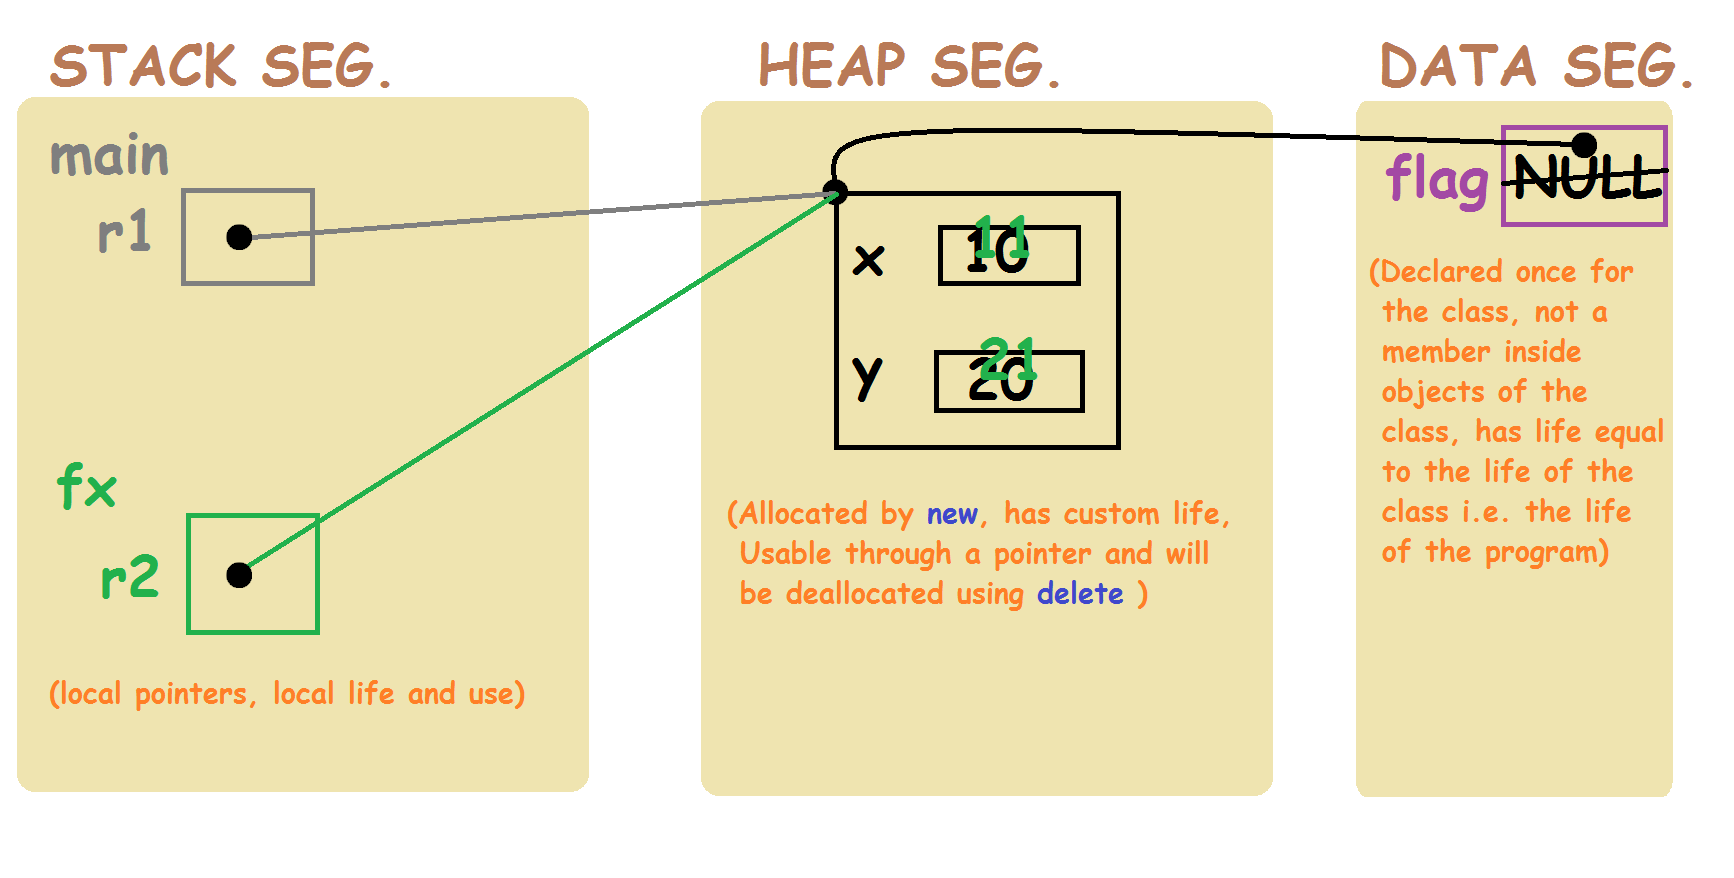 STACK SEG.
main
r1
fx
r2
(local pointers, local life and use)
HEAP SEG.
x
10
11
y
20
21
(Allocated by new, has custom life,
Usable through a pointer and will
be deallocated using delete )
DATA SEG.
flag
NULL
(Declared once for
the class, not a
member inside
objects of the
class, has life equal
to the life of the
class i.e. the life
of the program)